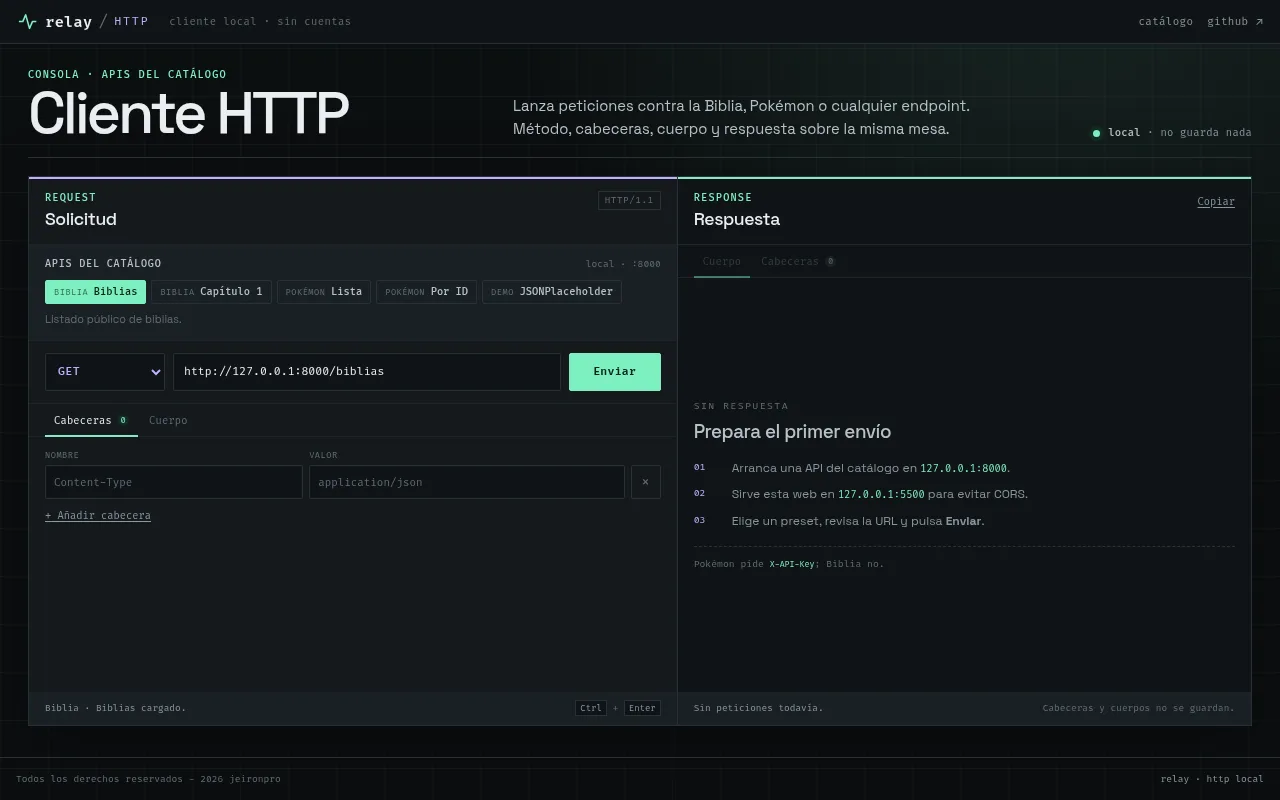 relay / HTTP cliente local · sin cuentas catálogo github ↗
CONSOLA · APIS DEL CATÁLOGO
Cliente HTTP
Lanza peticiones contra la Biblia, Pokémon o cualquier endpoint.
Método, cabeceras, cuerpo y respuesta sobre la misma mesa.
local · no guarda nada
REQUEST
Solicitud
HTTP/1.1
APIS DEL CATÁLOGO local · :8000
BIBLIA Biblias BIBLIA Capítulo 1 POKÉMON Lista POKÉMON Por ID DEMO JSONPlaceholder
Listado público de biblias.
GET http://127.0.0.1:8000/biblias Enviar
Cabeceras 0 Cuerpo
NOMBRE VALOR
Content-Type application/json ×
+ Añadir cabecera
Biblia · Biblias cargado. Ctrl + Enter
RESPONSE
Respuesta
Copiar
Cuerpo Cabeceras 0
SIN RESPUESTA
Prepara el primer envío
01 Arranca una API del catálogo en 127.0.0.1:8000.
02 Sirve esta web en 127.0.0.1:5500 para evitar CORS.
03 Elige un preset, revisa la URL y pulsa Enviar.
Pokémon pide X-API-Key; Biblia no.
Sin peticiones todavía. Cabeceras y cuerpos no se guardan.
Todos los derechos reservados – 2026 jeironpro relay · http local